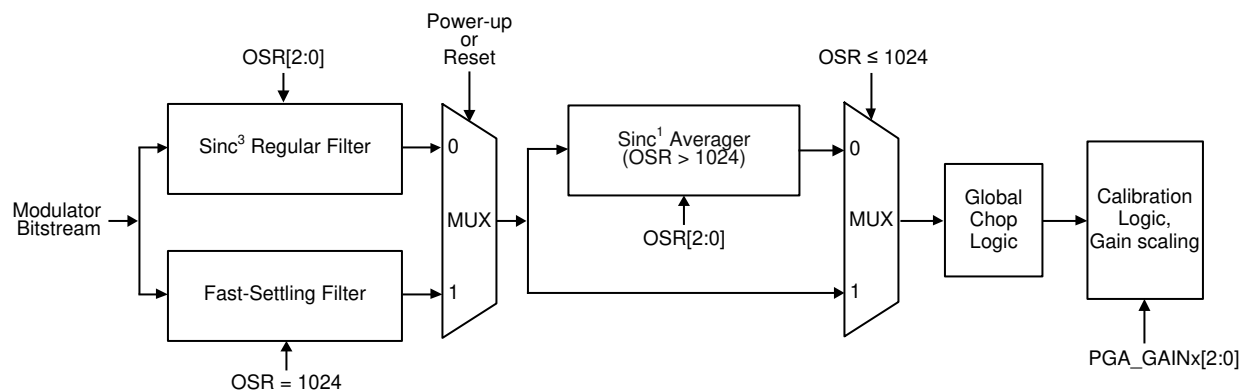 Power-up
or
Reset
OSR[2:0]
OSR ≤ 1024
Sinc³ Regular Filter
0
Sinc¹ Averager
(OSR > 1024)
0
Modulator
Bitstream
MUX
OSR[2:0]
MUX
Global
Chop
Logic
Calibration
Logic,
Gain scaling
Fast-Settling Filter
1
1
OSR = 1024
PGA_GAINx[2:0]